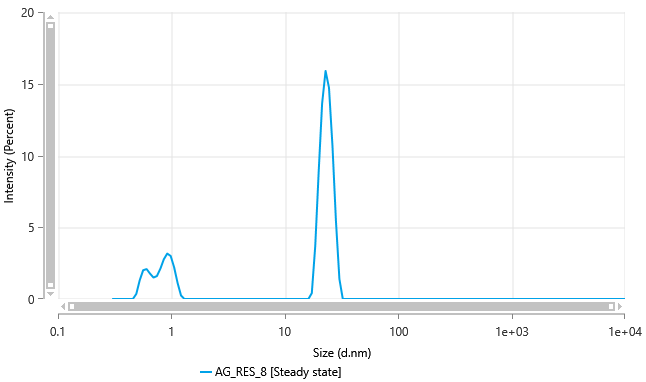 20
15
10
5
0
Intensity (Percent)
0.1 1 10 100 1e+03 1e+04
Size (d.nm)
AG_RES_8 [Steady state]